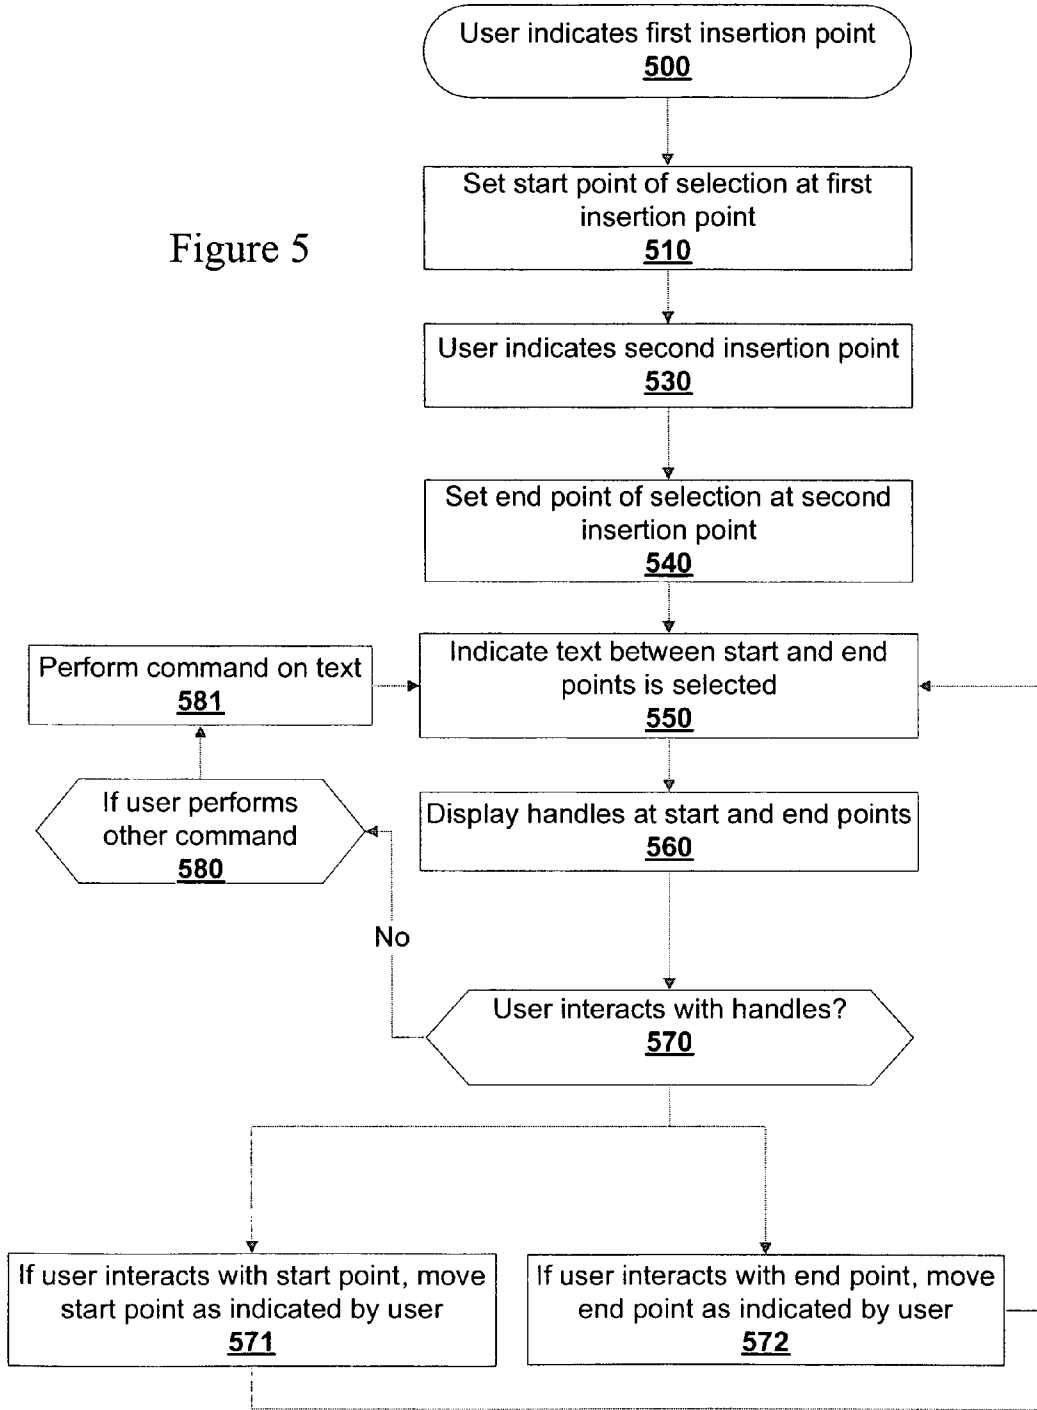 User indicates first insertion point
500
Set start point of selection at first
insertion point
510
Figure 5
User indicates second insertion point
530
Set end point of selection at second
insertion point
540
Indicate text between start and end
points is selected
550
Perform command on text
581
If user performs
other command
580
Display handles at start and end points
560
No
User interacts with handles?
570
If user interacts with start point, move
start point as indicated by user
571
If user interacts with end point, move
end point as indicated by user
572